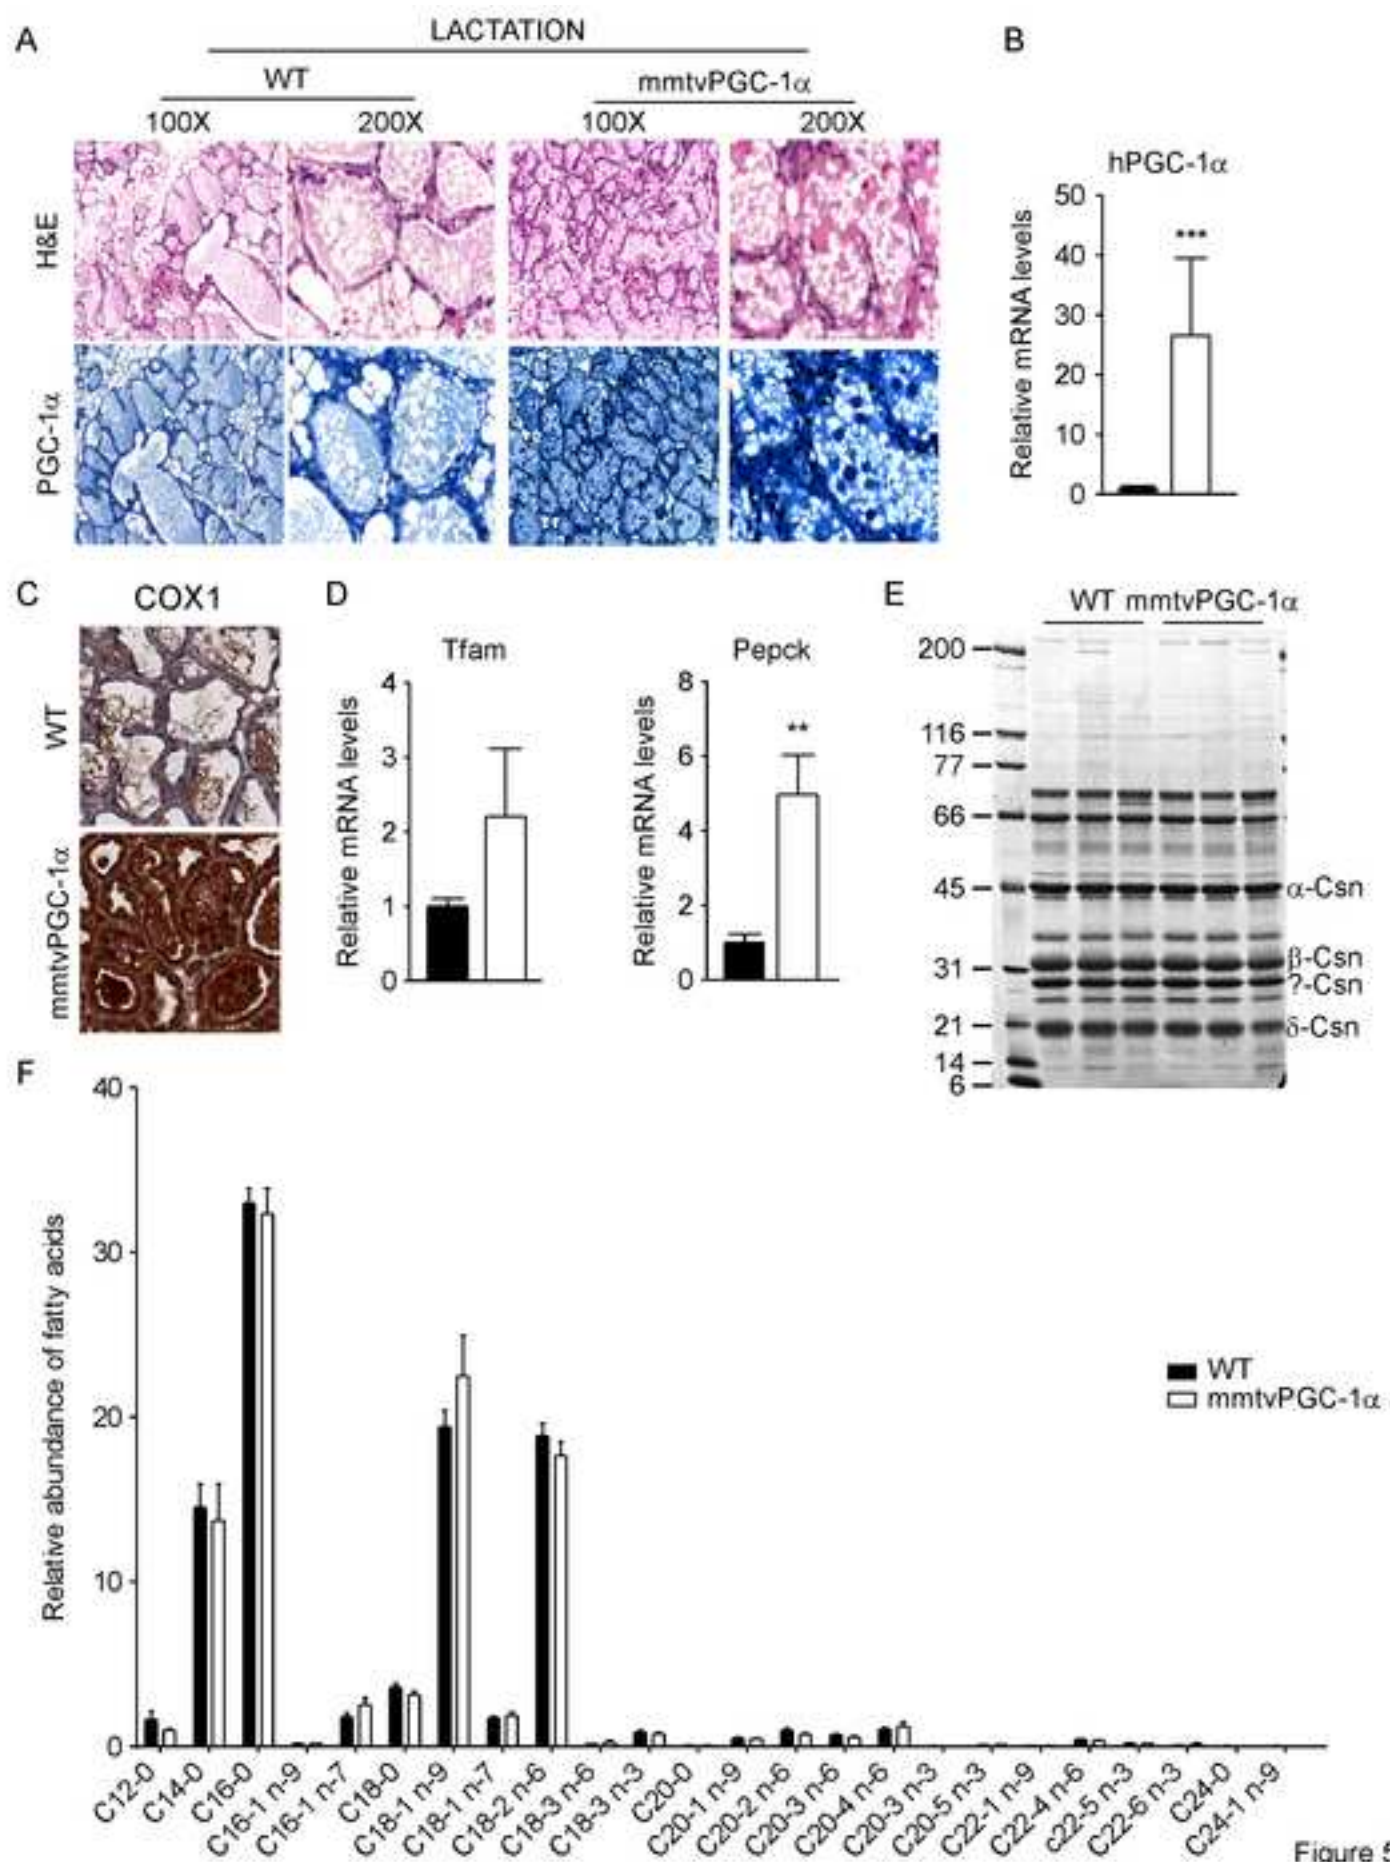 A
LACTATION
WT
mmtvPGC-1α
100X
200X
100X
200X
H&E
PGC-1α
B
hPGC-1α
Relative mRNA levels
50
40
30
20
10
0
***
C
COX1
WT
mmtvPGC-1α
D
Tfam
Relative mRNA levels
4
3
2
1
0
Pepck
Relative mRNA levels
8
6
4
2
0
**
E
WT mmtvPGC-1α
200
116
77
66
45
31
21
14
6
α-Csn
β-Csn
?-Csn
δ-Csn
F
Relative abundance of fatty acids
40
30
20
10
0
WT
mmtvPGC-1α
C12-0
C14-0
C16-0
C16-1 n-9
C16-1 n-7
C18-0
C18-1 n-9
C18-1 n-7
C18-2 n-6
C18-3 n-6
C18-3 n-3
C20-0
C20-1 n-9
C20-2 n-6
C20-3 n-6
C20-4 n-6
C20-3 n-3
C20-5 n-3
C22-1 n-9
C22-4 n-6
c22-5 n-3
C22-6 n-3
C24-0
C24-1 n-9
Figure 5